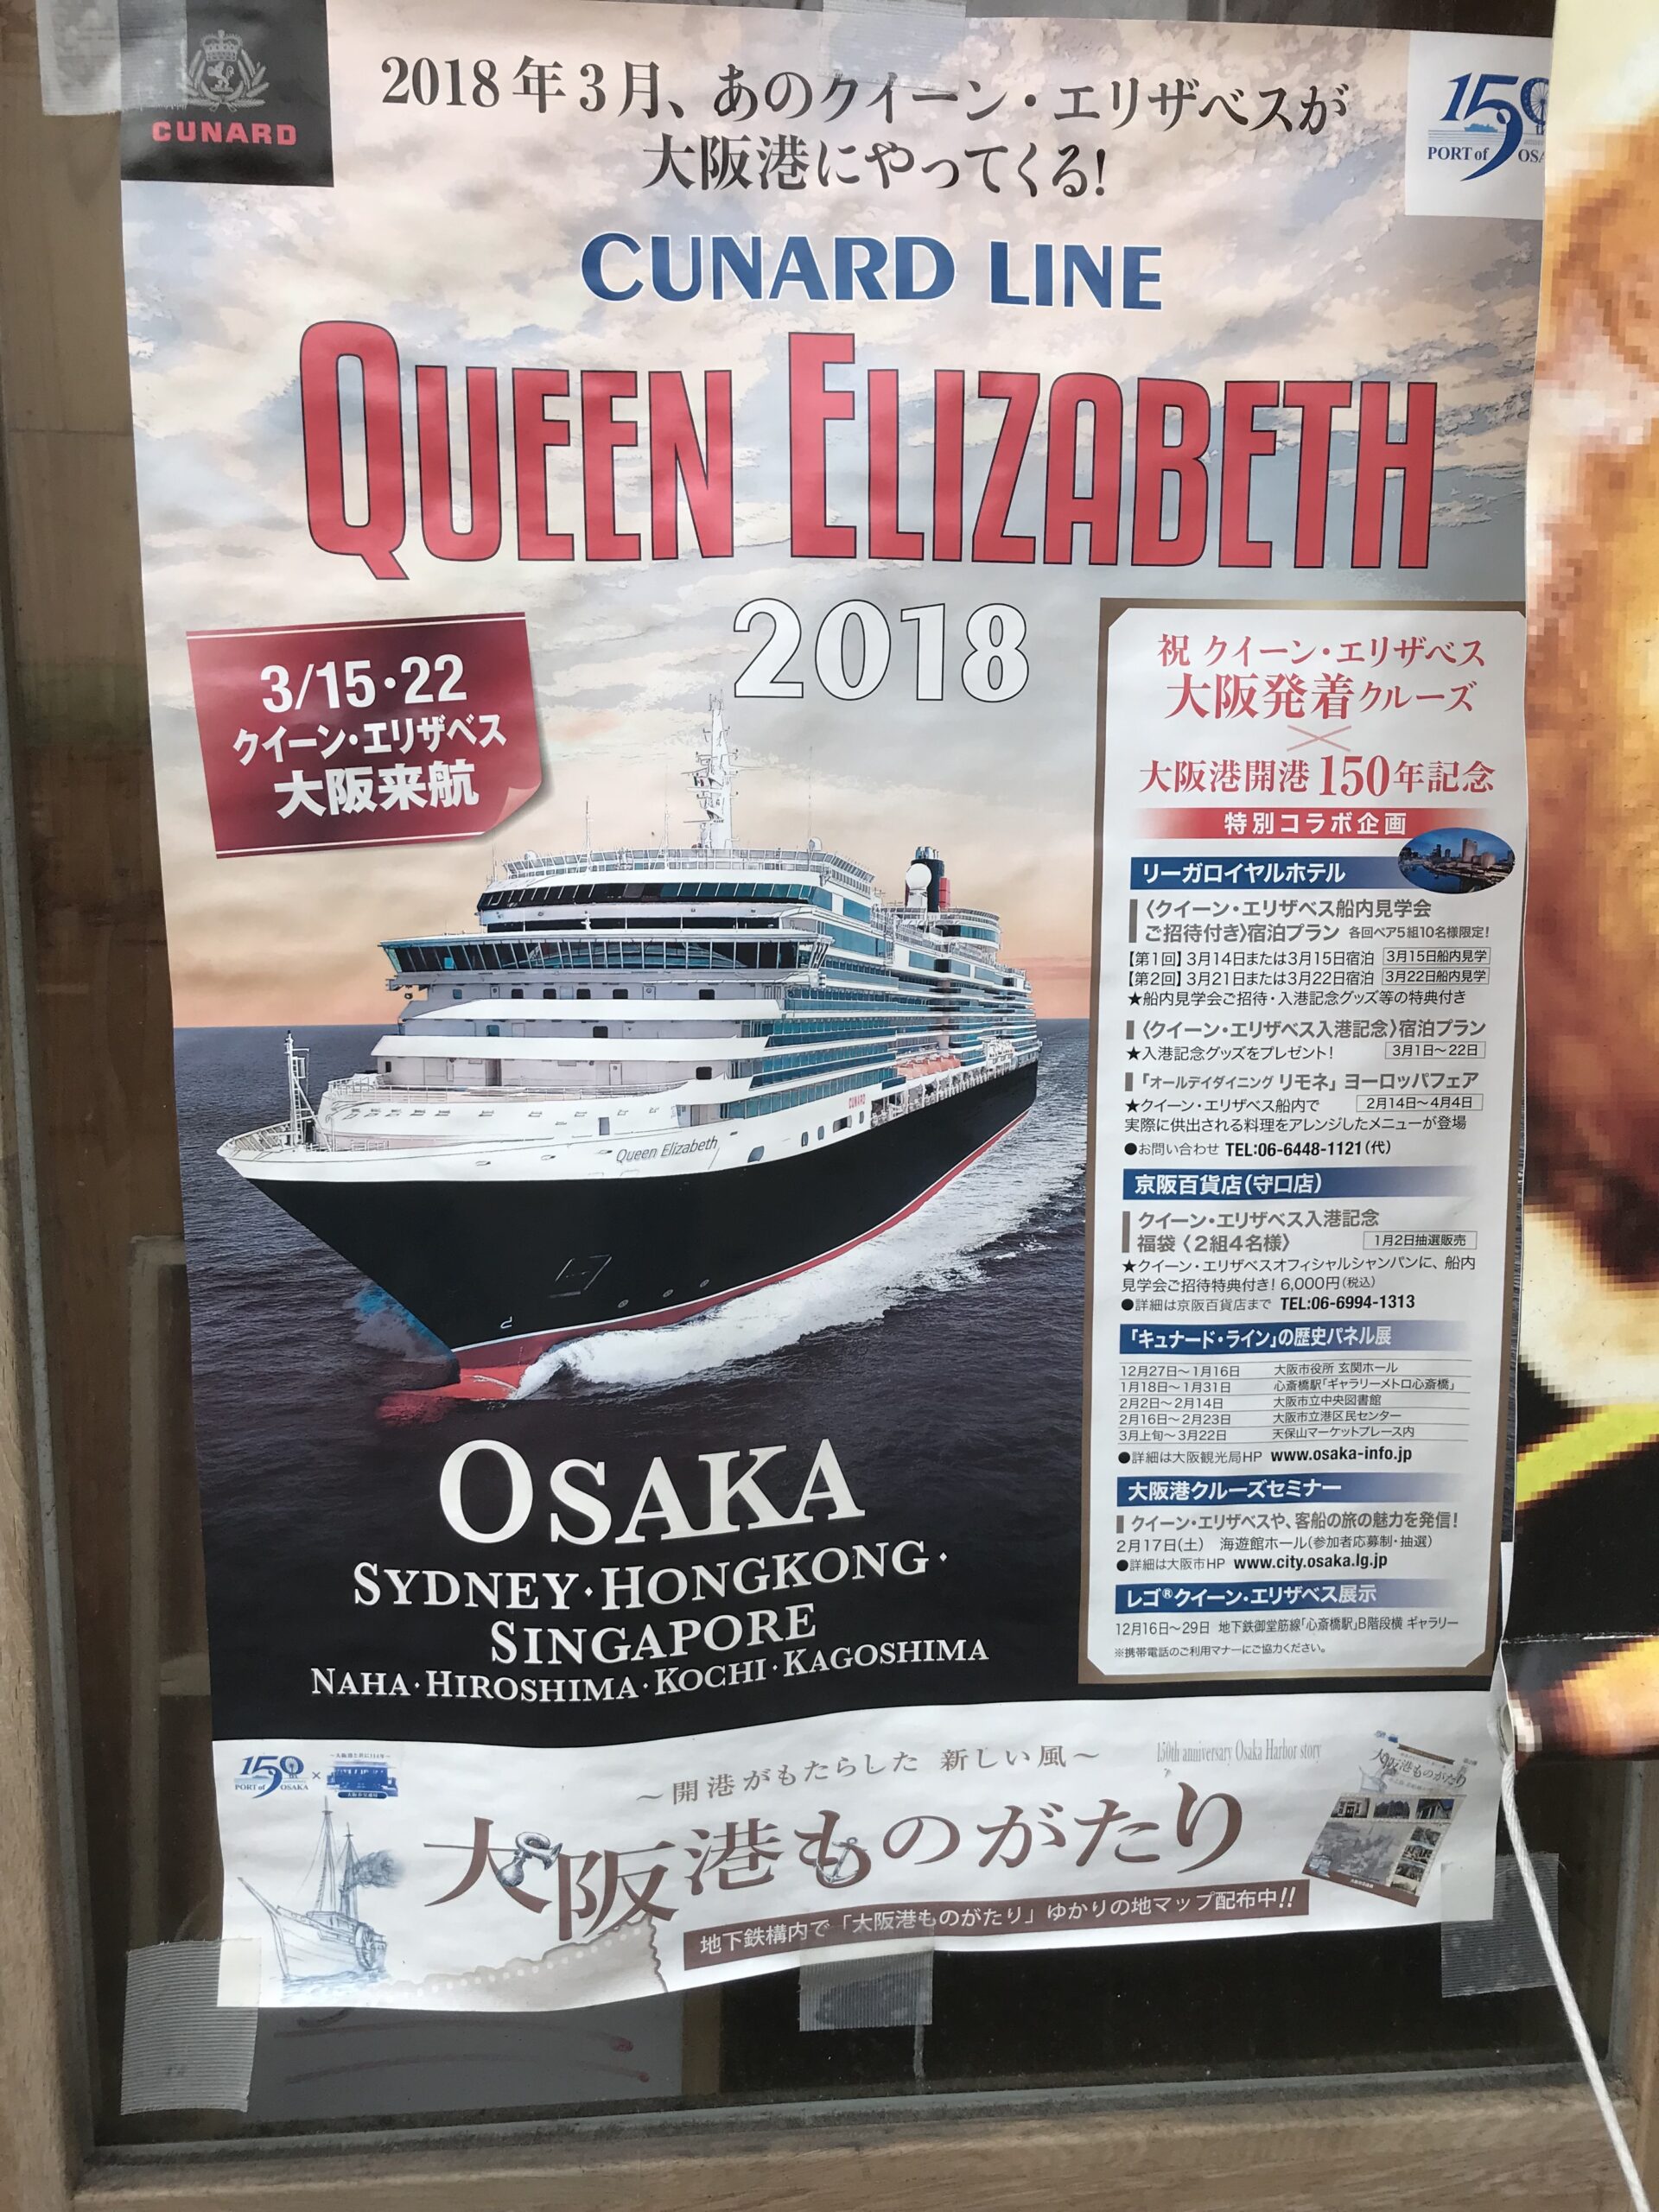 CUNARD
2018年3月、あのクイーン・エリザベスが
大阪港にやってくる!
150
PORT of OSA
CUNARD LINE
QUEEN ELIZABETH
2018
3/15・22
クイーン・エリザベス
大阪来航
CUNARD
Queen Elizabeth
OSAKA
SYDNEY・HONGKONG・
SINGAPORE
NAHA・HIROSHIMA・KOCHI・KAGOSHIMA
祝 クイーン・エリザベス
大阪発着クルーズ
×
大阪港開港150年記念
特別コラボ企画
リーガロイヤルホテル
〈クイーン・エリザベス船内見学会
ご招待付き〉宿泊プラン 各回ペア5組10名様限定!
【第1回】3月14日または3月15日宿泊 3月15日船内見学
【第2回】3月21日または3月22日宿泊 3月22日船内見学
★船内見学会ご招待・入港記念グッズ等の特典付き
〈クイーン・エリザベス入港記念〉宿泊プラン
★入港記念グッズをプレゼント! 3月1日〜22日
「オールデイダイニング リモネ」ヨーロッパフェア
★クイーン・エリザベス船内で 2月14日〜4月4日
実際に供出される料理をアレンジしたメニューが登場
●お問い合わせ TEL:06-6448-1121(代)
京阪百貨店(守口店)
クイーン・エリザベス入港記念
福袋〈2組4名様〉 1月2日抽選販売
★クイーン・エリザベスオフィシャルシャンパンに、船内
見学会ご招待特典付き! 6,000円(税込)
●詳細は京阪百貨店まで TEL:06-6994-1313
「キュナード・ライン」の歴史パネル展
12月27日〜1月16日 大阪市役所 玄関ホール
1月18日〜1月31日 心斎橋駅「ギャラリーメトロ心斎橋」
2月2日〜2月14日 大阪市立中央図書館
2月16日〜2月23日 大阪市立港区民センター
3月上旬〜3月22日 天保山マーケットプレース内
●詳細は大阪観光局HP www.osaka-info.jp
大阪港クルーズセミナー
クイーン・エリザベスや、客船の旅の魅力を発信!
2月17日(土) 海遊館ホール(参加者応募制・抽選)
●詳細は大阪市HP www.city.osaka.lg.jp
レゴ®クイーン・エリザベス展示
12月16日〜29日 地下鉄御堂筋線「心斎橋駅」B階段横 ギャラリー
※携帯電話のご利用マナーにご協力ください。
150
PORT of OSAKA
×
〜開港がもたらした 新しい風〜
150th anniversary Osaka Harbor story
大阪港ものがたり
大阪港ものがたり
地下鉄構内で「大阪港ものがたり」ゆかりの地マップ配布中!!